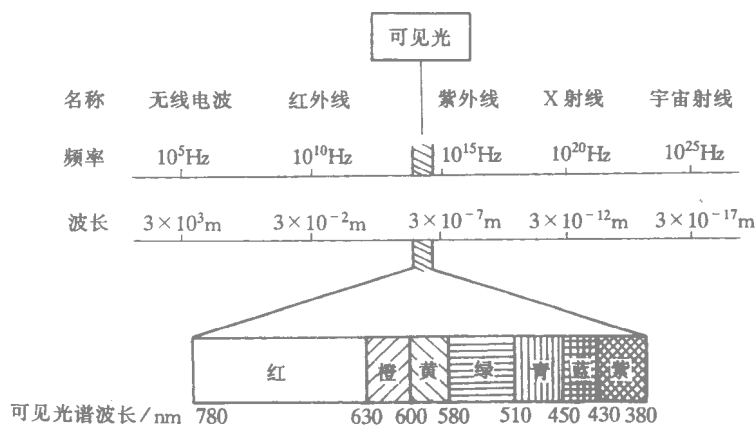 可见光
名称 无线电波 红外线 紫外线 X射线 宇宙射线
频率 10⁵Hz 10¹⁰Hz 10¹⁵Hz 10²⁰Hz 10²⁵Hz
波长 3×10³m 3×10⁻²m 3×10⁻⁷m 3×10⁻¹²m 3×10⁻¹⁷m
红 橙 黄 绿 青 蓝 紫
可见光谱波长/nm 780 630 600 580 510 450 430 380